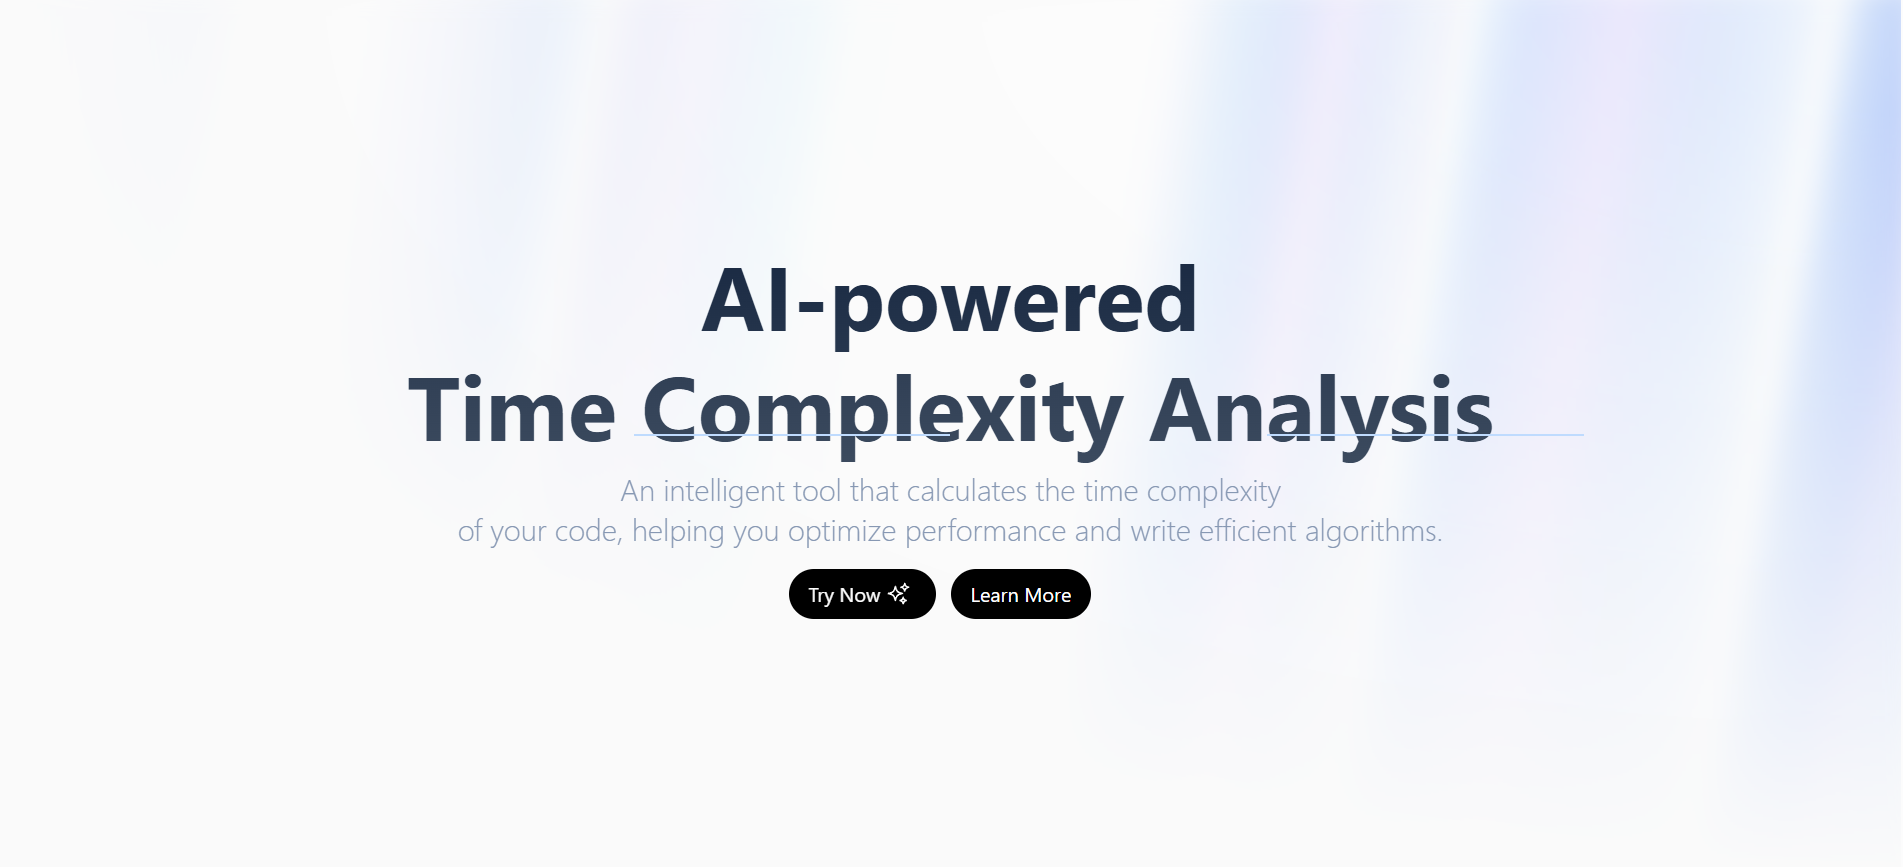 AI-powered
Time Complexity Analysis
An intelligent tool that calculates the time complexity
of your code, helping you optimize performance and write efficient algorithms.
Try Now
Learn More